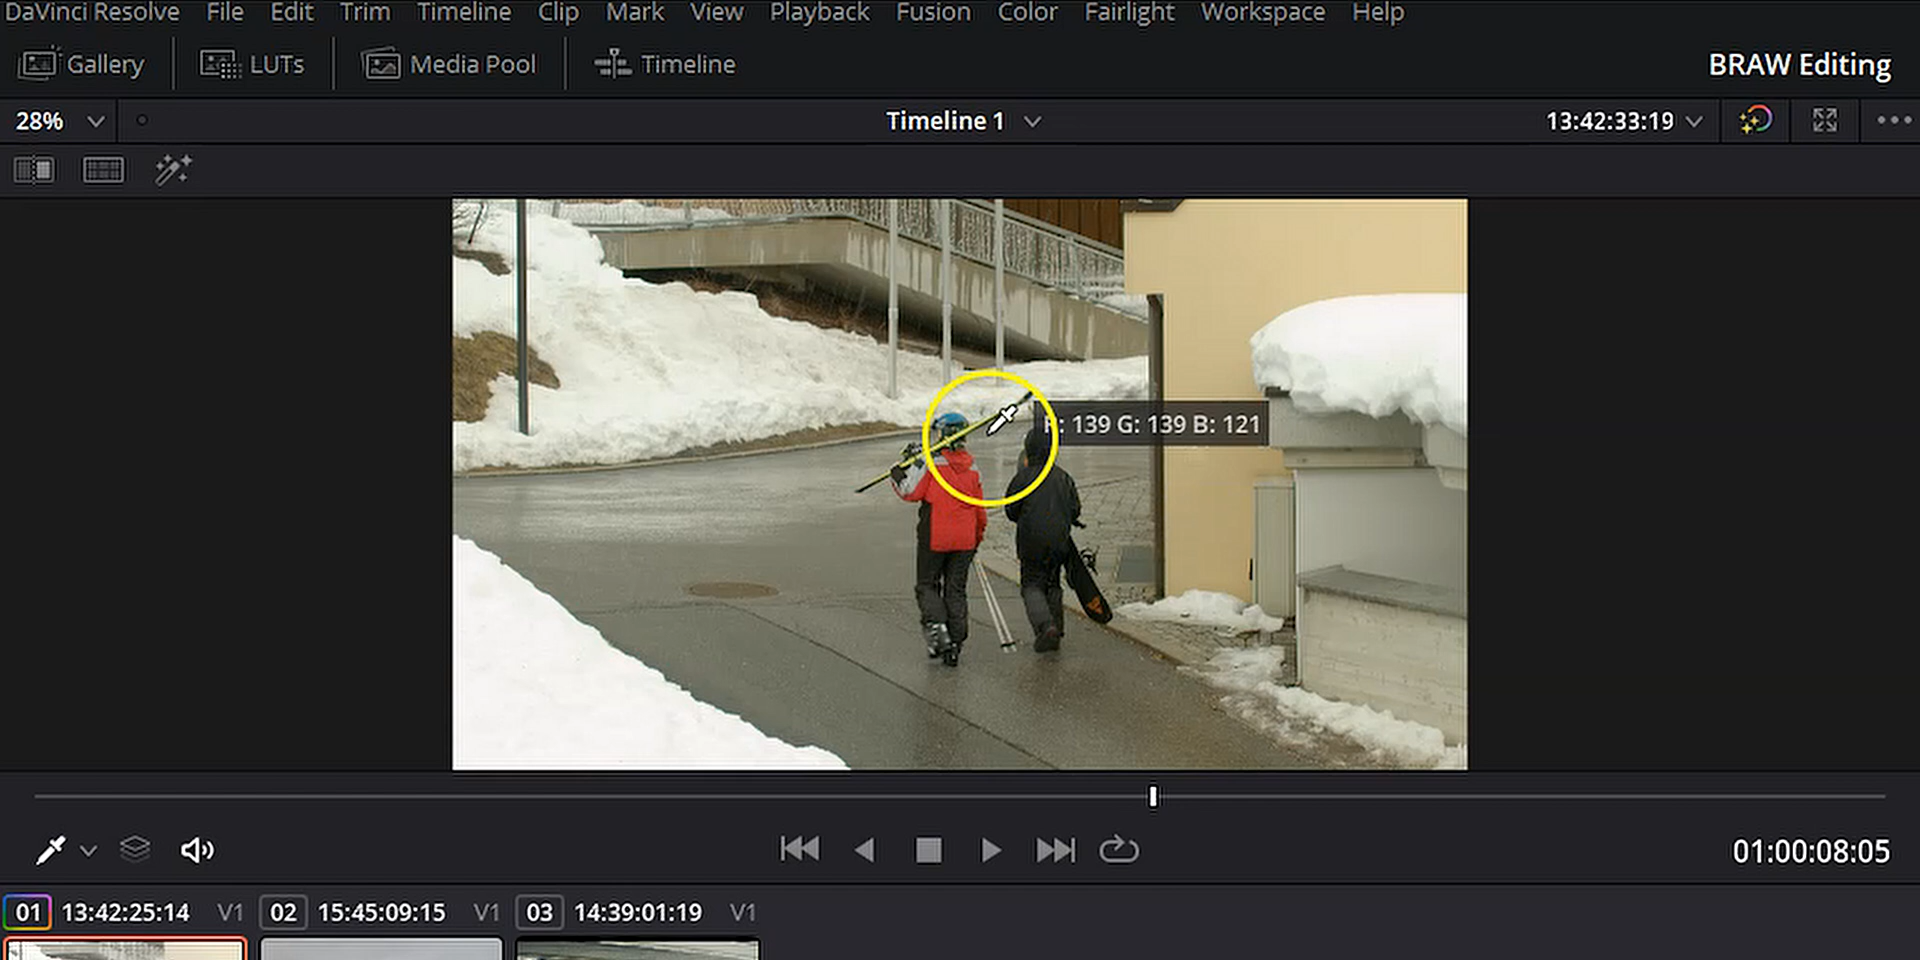 DaVinci Resolve File Edit Trim Timeline Clip Mark View Playback Fusion Color Fairlight Workspace Help
Gallery LUTs Media Pool Timeline BRAW Editing
28% Timeline 1 13:42:33:19
R: 139 G: 139 B: 121
01:00:08:05
01 13:42:25:14 V1 02 15:45:09:15 V1 03 14:39:01:19 V1